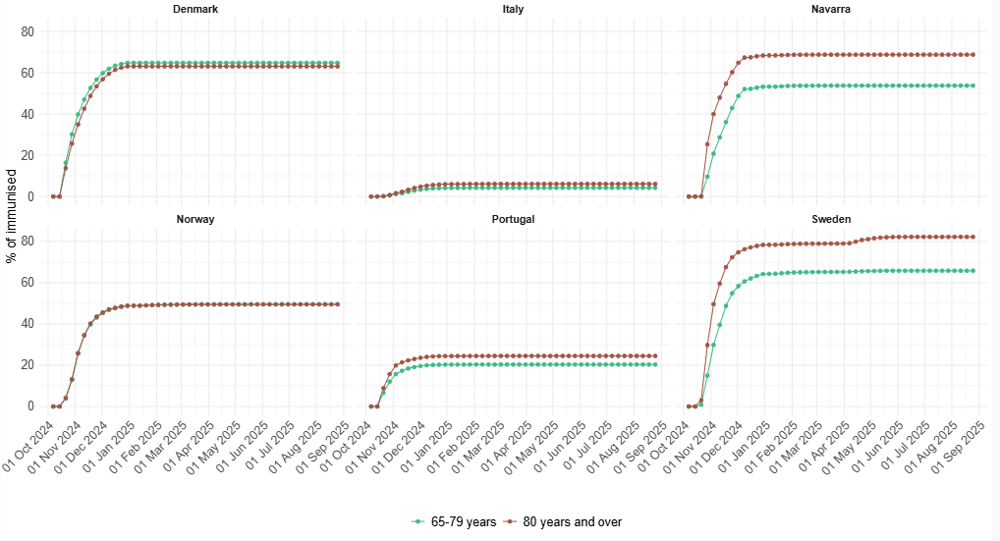 Denmark Italy Navarra
80
60
40
20
0
% of immunised
Norway Portugal Sweden
80
60
40
20
0
01 Oct 2024 01 Nov 2024 01 Dec 2024 01 Jan 2025 01 Feb 2025 01 Mar 2025 01 Apr 2025 01 May 2025 01 Jun 2025 01 Jul 2025 01 Aug 2025 01 Sep 2025 01 Oct 2024 01 Nov 2024 01 Dec 2024 01 Jan 2025 01 Feb 2025 01 Mar 2025 01 Apr 2025 01 May 2025 01 Jun 2025 01 Jul 2025 01 Aug 2025 01 Sep 2025 01 Oct 2024 01 Nov 2024 01 Dec 2024 01 Jan 2025 01 Feb 2025 01 Mar 2025 01 Apr 2025 01 May 2025 01 Jun 2025 01 Jul 2025 01 Aug 2025 01 Sep 2025
65-79 years 80 years and over